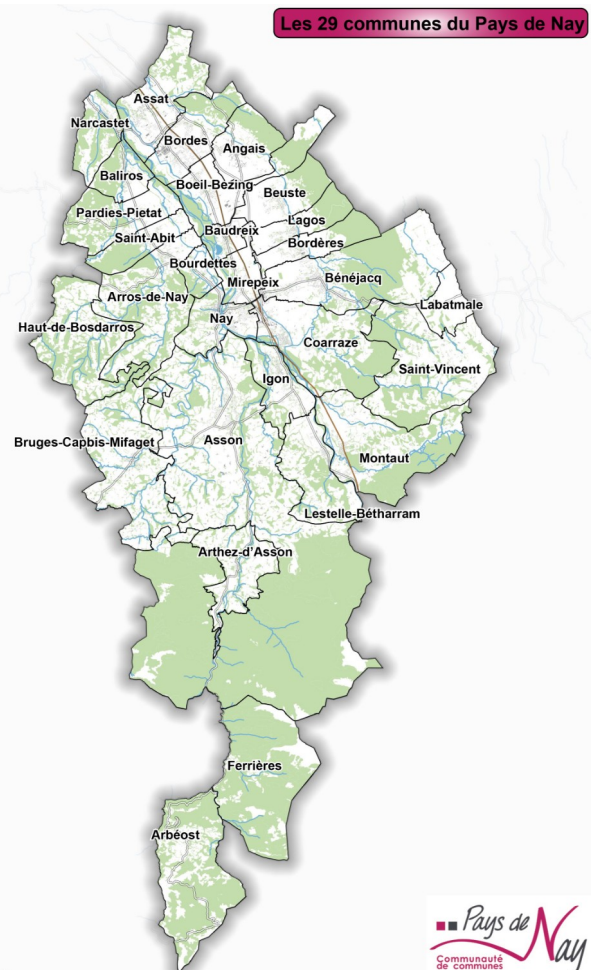 Les 29 communes du Pays de Nay
Assat
Narcastet
Bordes
Angais
Baliros
Boeil-Bezing
Beuste
Pardies-Pietat
Lagos
Saint-Abit
Baudreix
Bordères
Bourdettes
Mirepeix
Bénéjacq
Arros-de-Nay
Labatmale
Nay
Haut-de-Bosdarros
Coarraze
Saint-Vincent
Igon
Bruges-Capbis-Mifaget
Asson
Montaut
Lestelle-Bétharram
Arthez-d'Asson
Ferrières
Arbéost
Pays de Nay
Communauté
de communes